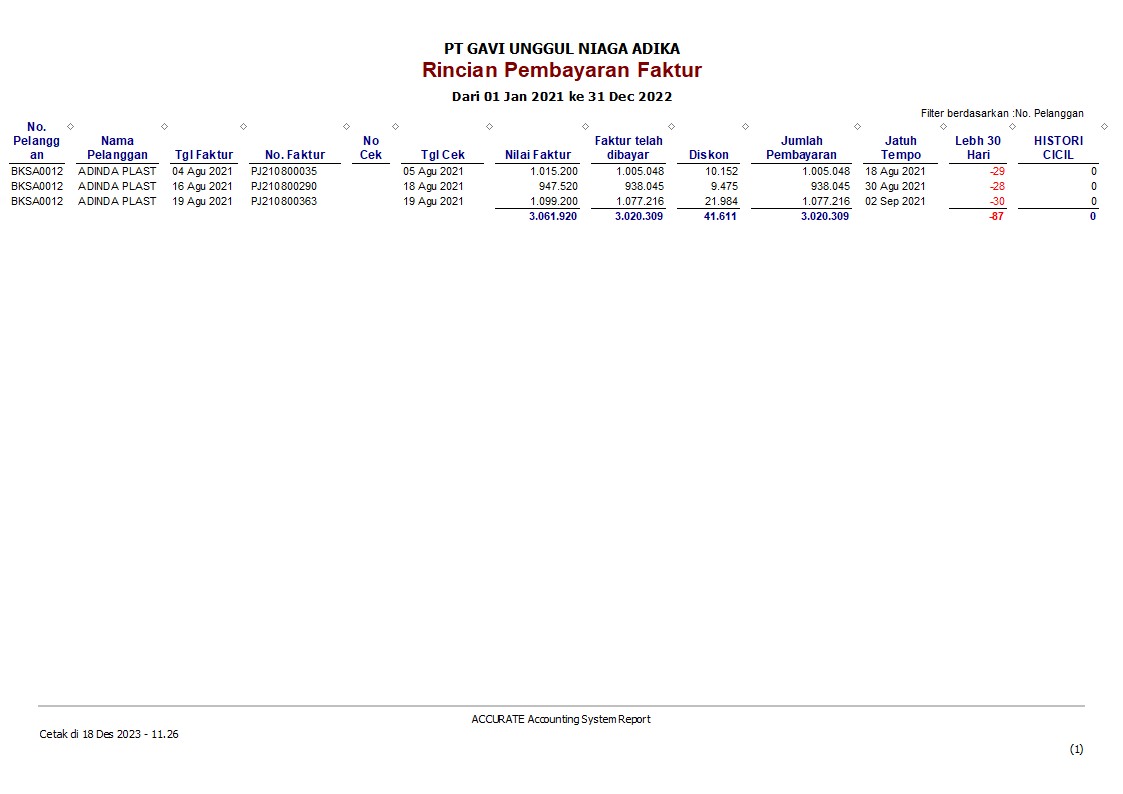 PT GAVI UNGGUL NIAGA ADIKA
Rincian Pembayaran Faktur
Dari 01 Jan 2021 ke 31 Dec 2022
Filter berdasarkan :No. Pelanggan
No. Pelangg an Nama Pelanggan Tgl Faktur No. Faktur No Cek Tgl Cek Nilai Faktur Faktur telah dibayar Diskon Jumlah Pembayaran Jatuh Tempo Lebh 30 Hari HISTORI CICIL
BKSA0012 ADINDA PLAST 04 Agu 2021 PJ210800035 05 Agu 2021 1.015.200 1.005.048 10.152 1.005.048 18 Agu 2021 -29 0
BKSA0012 ADINDA PLAST 16 Agu 2021 PJ210800290 18 Agu 2021 947.520 938.045 9.475 938.045 30 Agu 2021 -28 0
BKSA0012 ADINDA PLAST 19 Agu 2021 PJ210800363 19 Agu 2021 1.099.200 1.077.216 21.984 1.077.216 02 Sep 2021 -30 0
3.061.920 3.020.309 41.611 3.020.309 -87 0
ACCURATE Accounting System Report
Cetak di 18 Des 2023 - 11.26
(1)